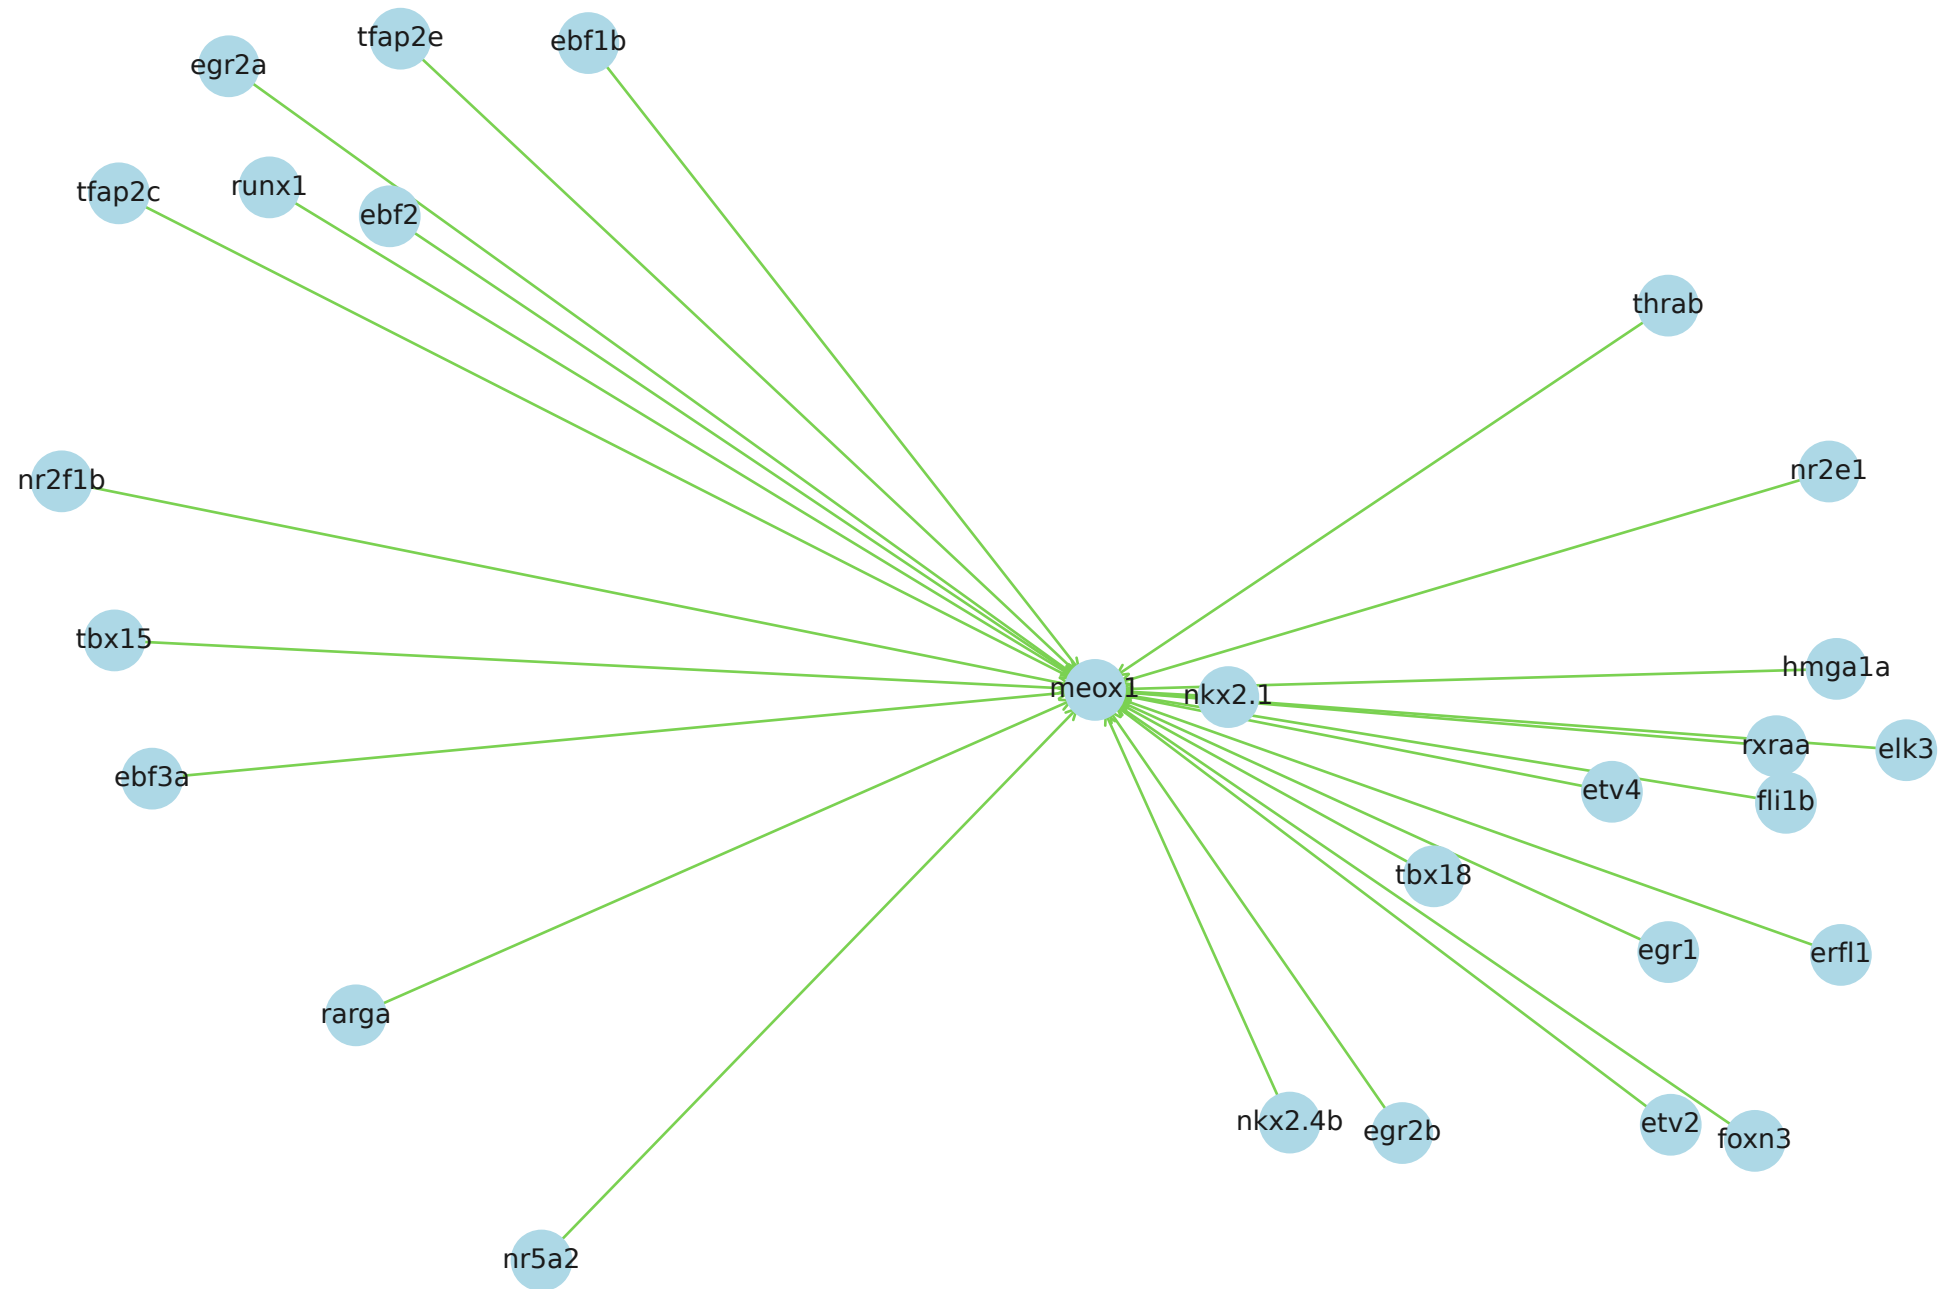 tfap2e
ebf1b
egr2a
runx1
tfap2c
ebf2
thrab
nr2e1
nr2f1b
tbx15
hmga1a
meox1
nkx2.1
rxraa
elk3
ebf3a
etv4
fli1b
tbx18
egr1
erfl1
rarga
nkx2.4b
etv2
egr2b
foxn3
nr5a2